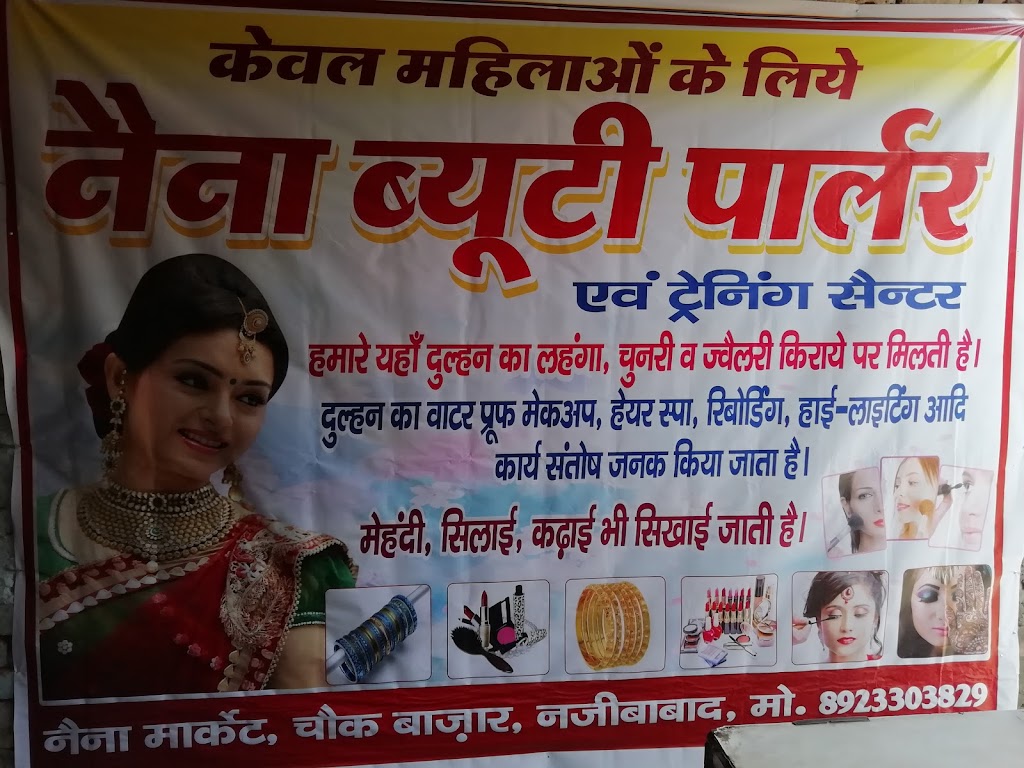 केवल महिलाओं के लिये
नैना ब्यूटी पार्लर
एवं ट्रेनिंग सैन्टर
हमारे यहाँ दुल्हन का लहंगा, चुनरी व ज्वैलरी किराये पर मिलती है।
दुल्हन का वाटर प्रूफ मेकअप, हेयर स्पा, रिबोर्डिंग, हाई-लाइटिंग आदि
कार्य संतोष जनक किया जाता है।
मेहंदी, सिलाई, कढ़ाई भी सिखाई जाती है।
नैना मार्केट, चौक बाज़ार, नजीबाबाद, मो. 8923303829